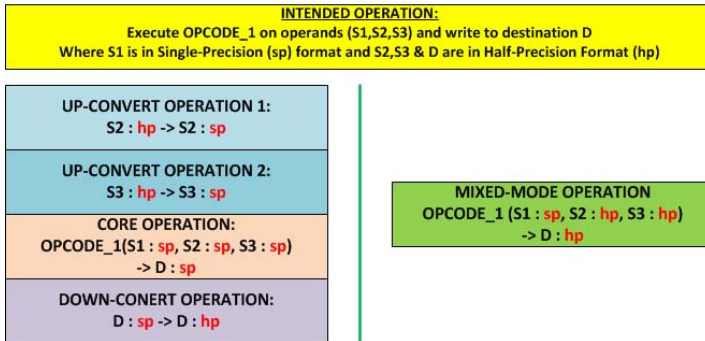 INTENDED OPERATION:
Execute OPCODE_1 on operands (S1,S2,S3) and write to destination D
Where S1 is in Single-Precision (sp) format and S2,S3 & D are in Half-Precision Format (hp)
UP-CONVERT OPERATION 1:
S2 : hp -> S2 : sp
UP-CONVERT OPERATION 2:
S3 : hp -> S3 : sp
CORE OPERATION:
OPCODE_1(S1 : sp, S2 : sp, S3 : sp)
-> D : sp
DOWN-CONERT OPERATION:
D : sp -> D : hp
MIXED-MODE OPERATION
OPCODE_1 (S1 : sp, S2 : hp, S3 : hp)
-> D : hp